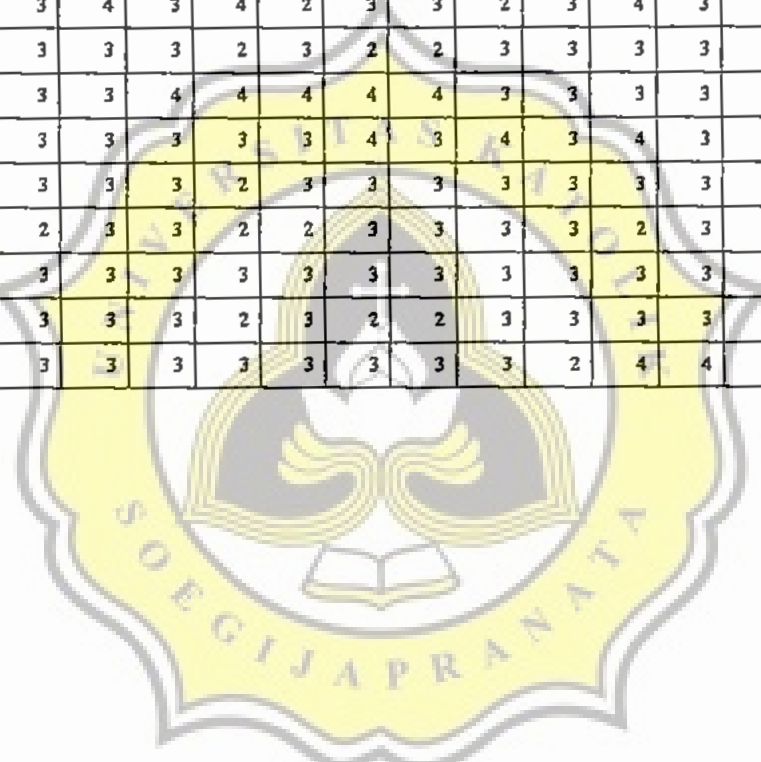 3 4 3 4 2 3 3 2 3 4 3
3 3 3 2 3 2 2 3 3 3 3
3 3 4 4 4 4 4 3 3 3 3
3 3 3 3 3 4 3 4 3 4 3
3 3 3 2 3 3 3 3 3 3 3
2 3 3 2 2 3 3 3 3 2 3
3 3 3 3 3 3 3 3 3 3 3
3 3 3 2 3 2 2 3 3 3 3
3 3 3 3 3 3 3 3 2 4 4
UNIVERSITAS KATOLIK
SOEGIJAPRANATA